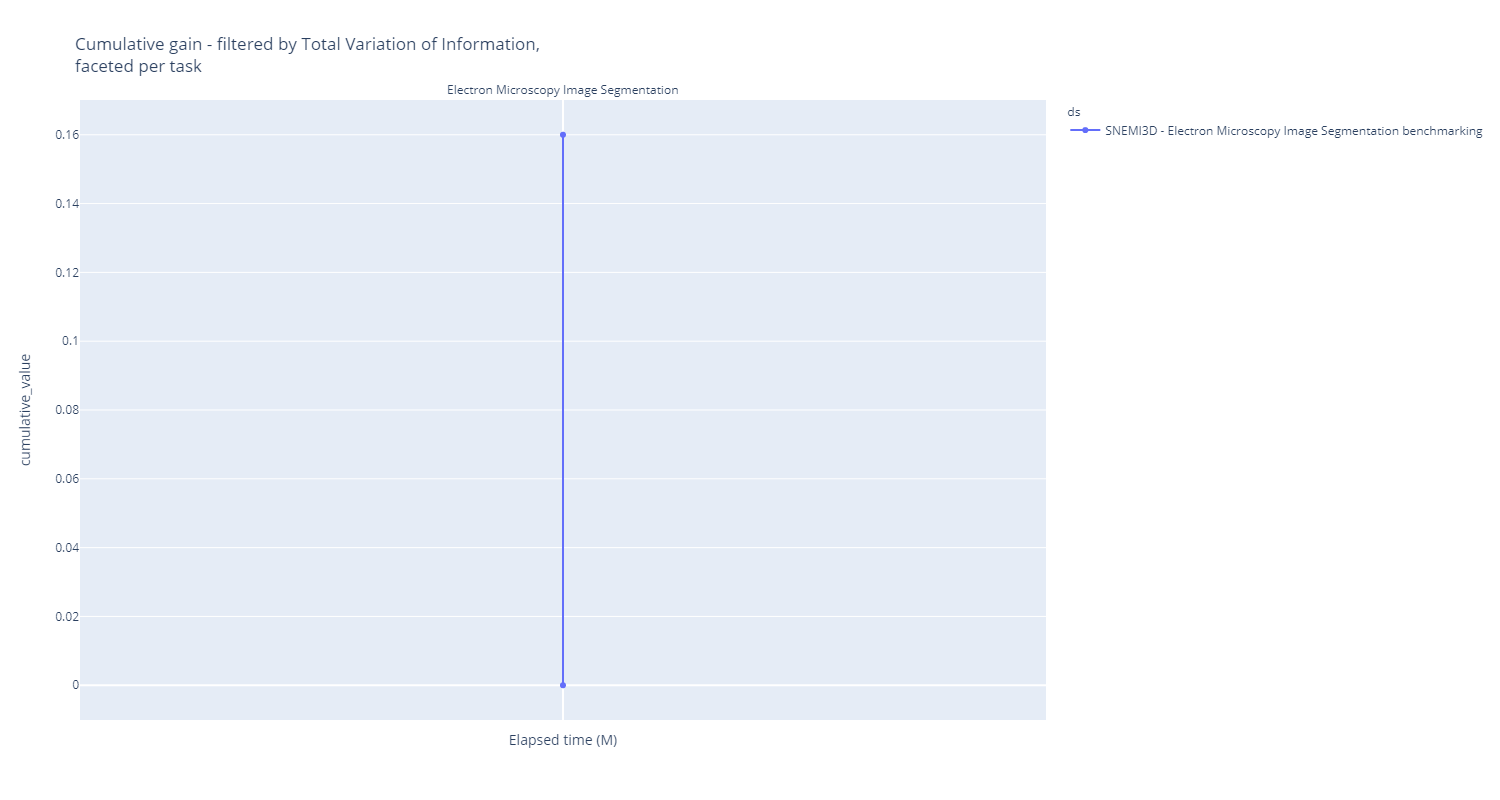 Cumulative gain - filtered by Total Variation of Information,
faceted per task
Electron Microscopy Image Segmentation
ds
SNEMI3D - Electron Microscopy Image Segmentation benchmarking
0.16
0.14
0.12
0.1
0.08
0.06
0.04
0.02
0
cumulative_value
Elapsed time (M)